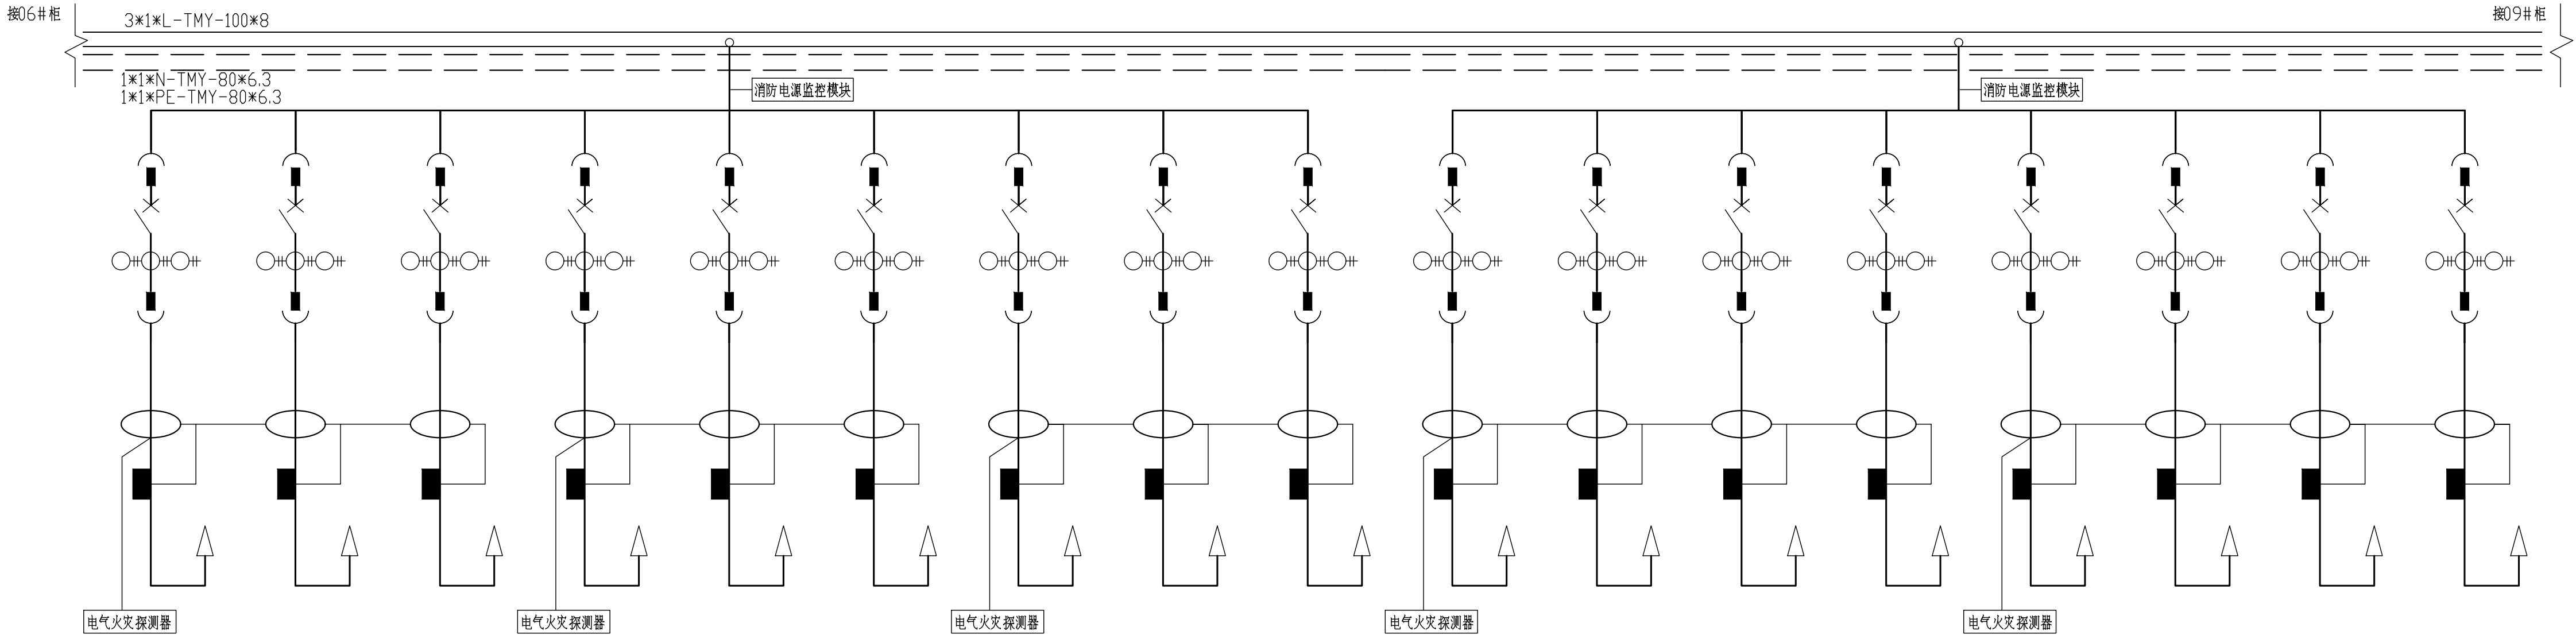 接06#柜
3*1*L-TMY-100*8
接09#柜
1*1*N-TMY-80*6.3
1*1*PE-TMY-80*6.3
消防电源监控模块
消防电源监控模块
电气火灾探测器
电气火灾探测器
电气火灾探测器
电气火灾探测器
电气火灾探测器